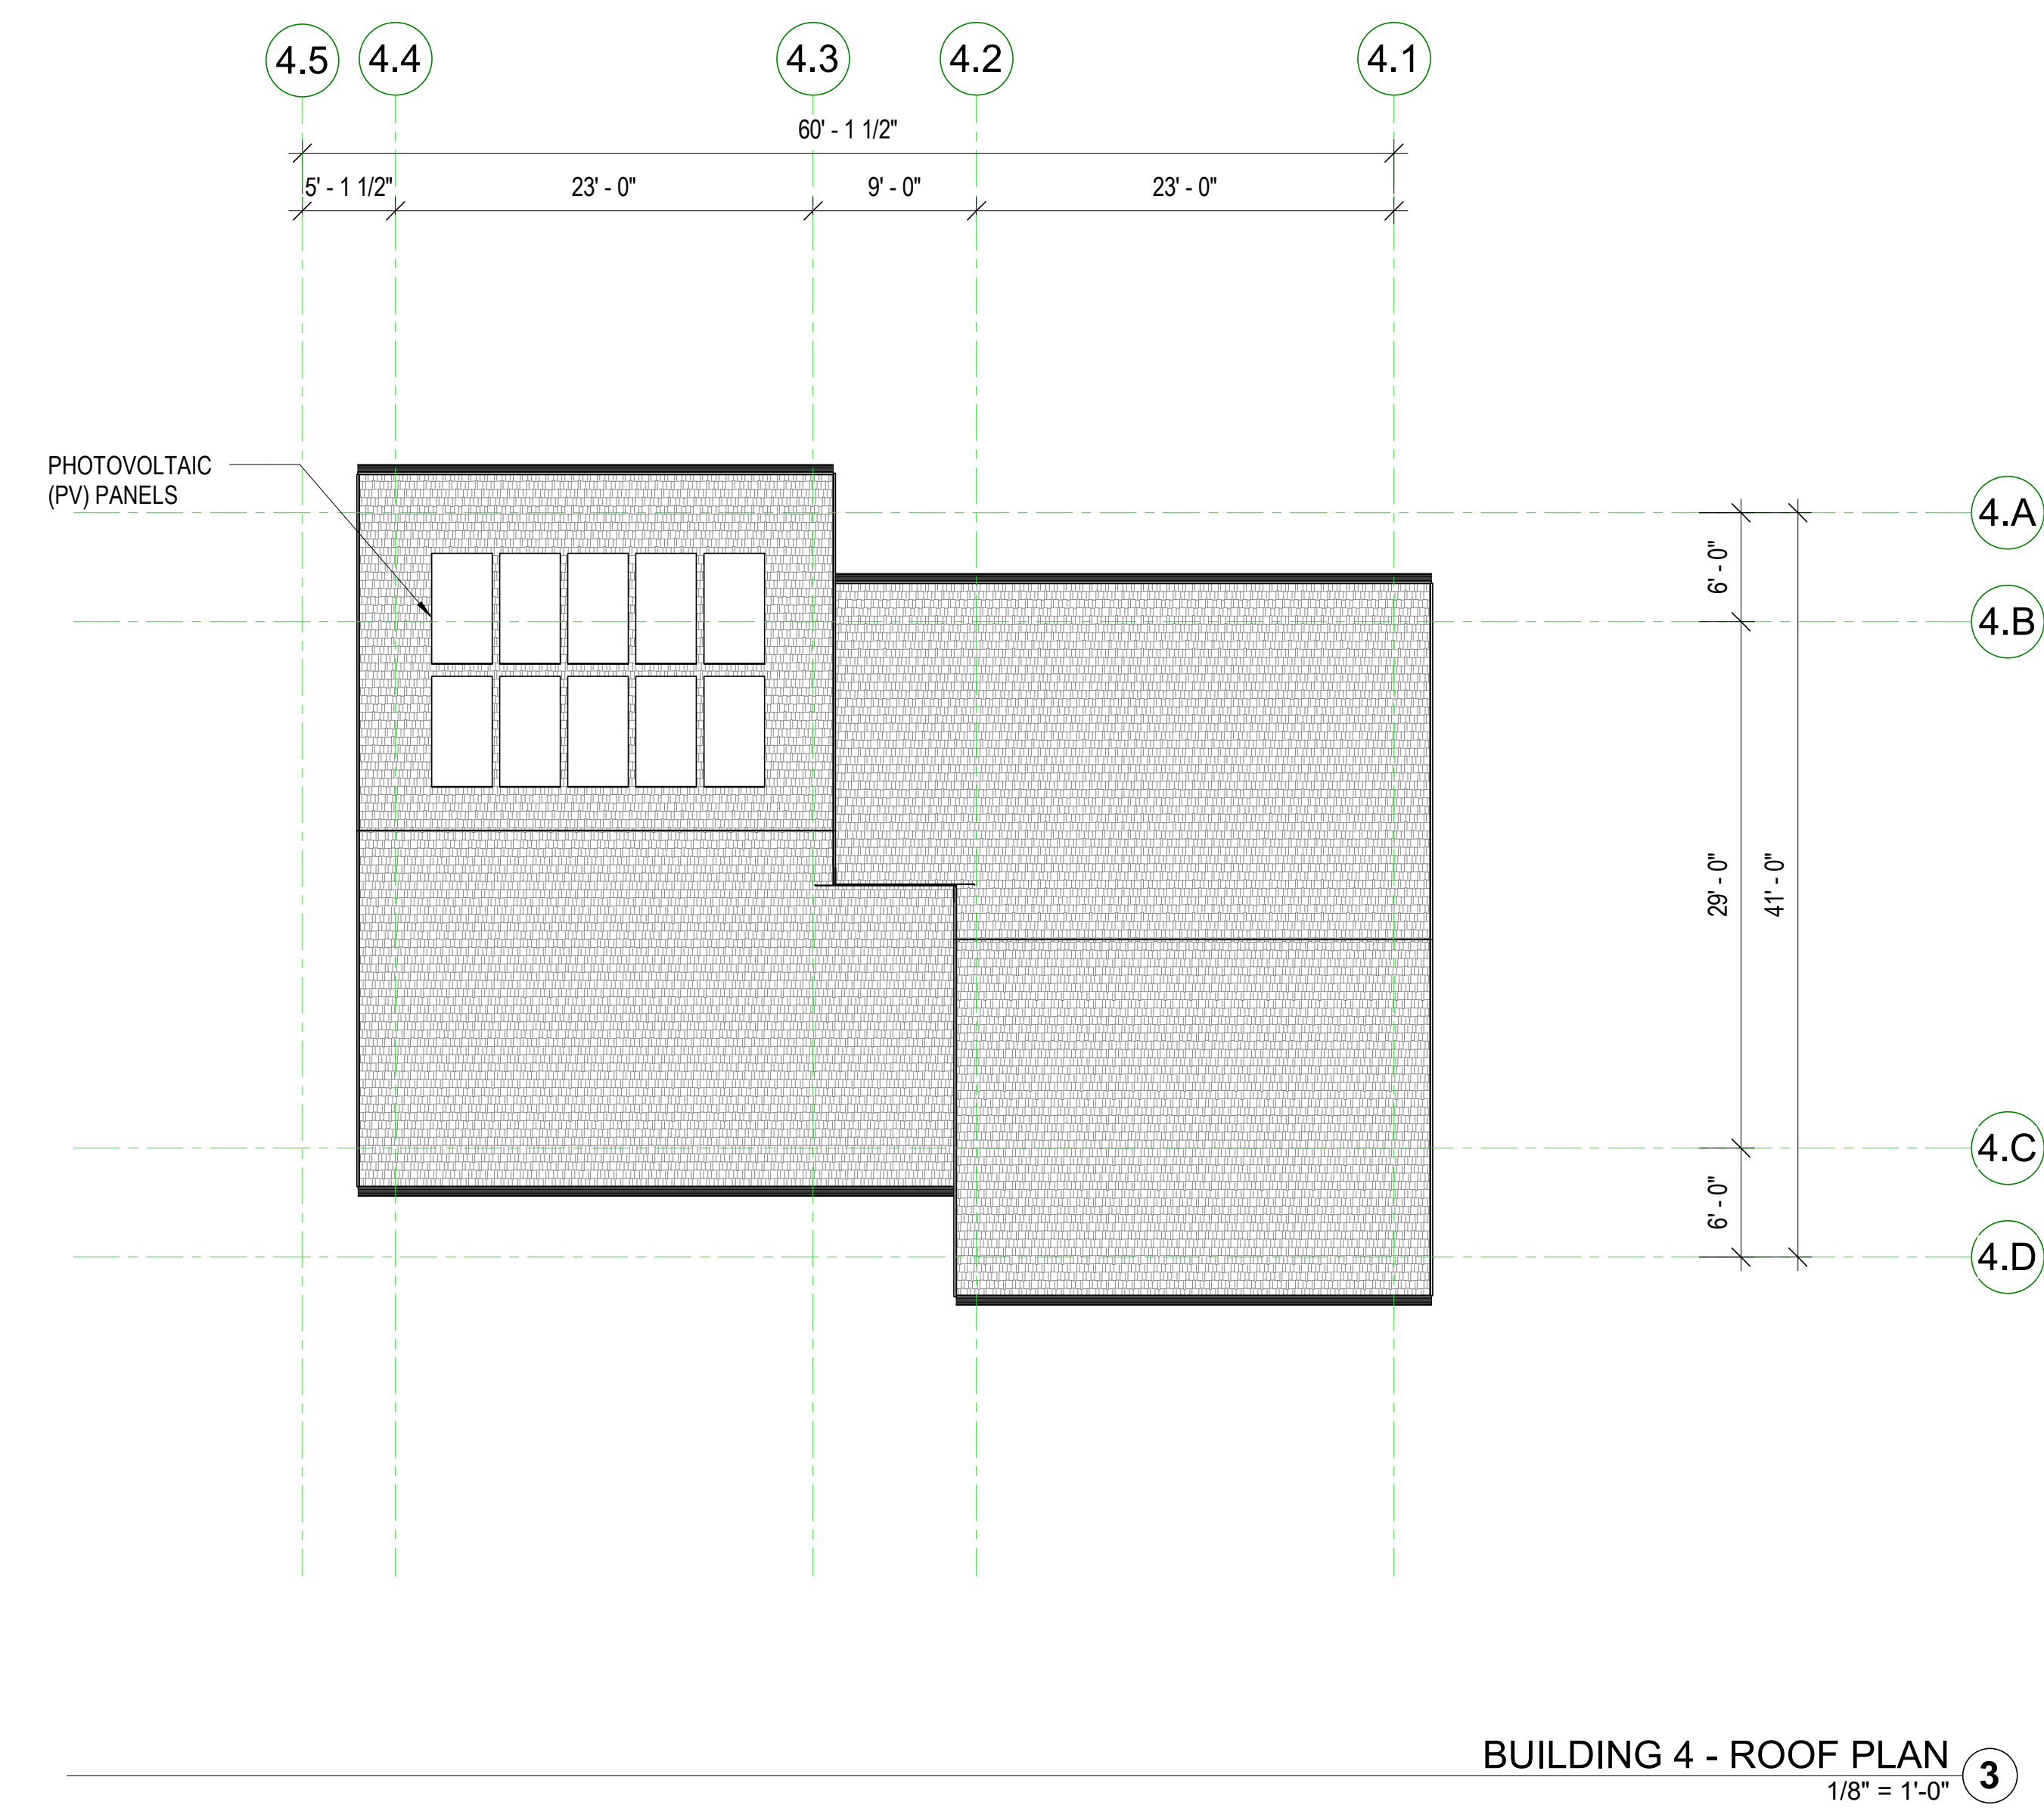 4.5 4.4 4.3 4.2 4.1
60' - 1 1/2"
5' - 1 1/2" 23' - 0" 9' - 0" 23' - 0"
PHOTOVOLTAIC
(PV) PANELS
4.A
6' - 0"
4.B
29' - 0"
41' - 0"
4.C
6' - 0"
4.D
BUILDING 4 - ROOF PLAN
3
1/8" = 1'-0"